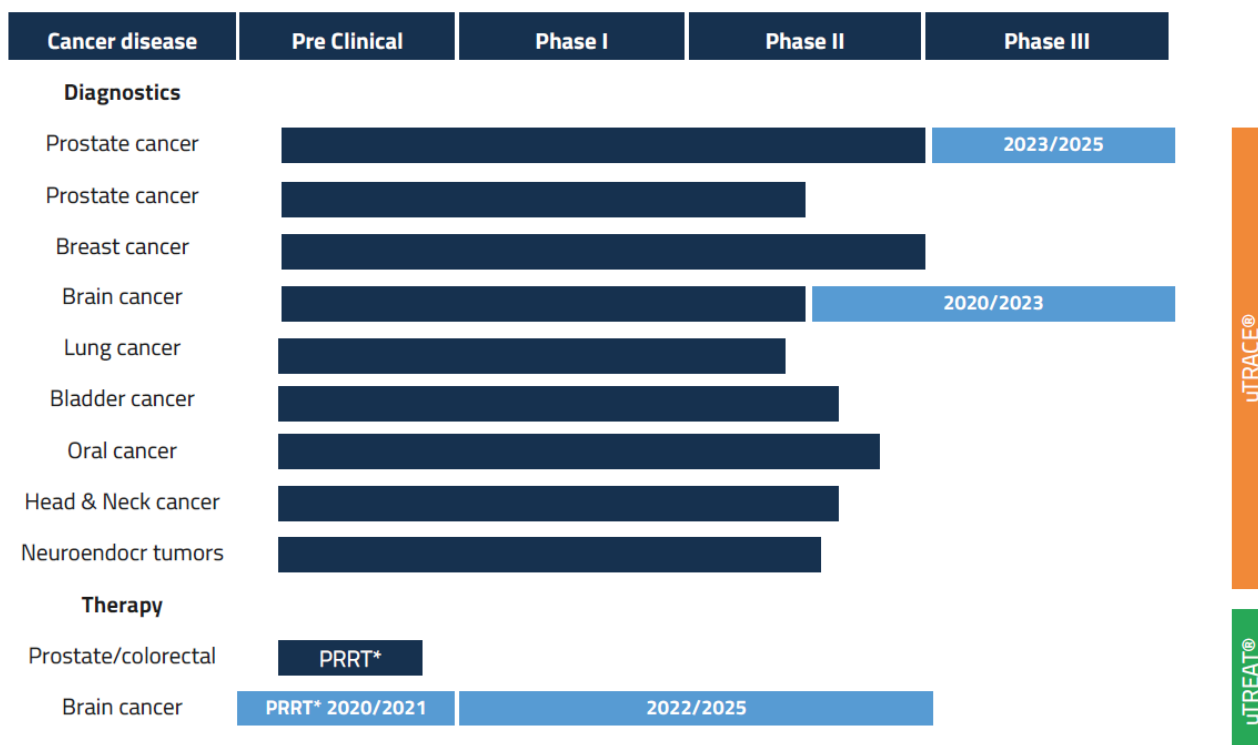 Cancer disease Pre Clinical Phase I Phase II Phase III
Diagnostics
Prostate cancer 2023/2025
Prostate cancer
Breast cancer
Brain cancer 2020/2023
Lung cancer
Bladder cancer
Oral cancer
Head & Neck cancer
Neuroendocr tumors
uTRACE®
Therapy
Prostate/colorectal PRRT*
Brain cancer PRRT* 2020/2021 2022/2025
uTREAT®